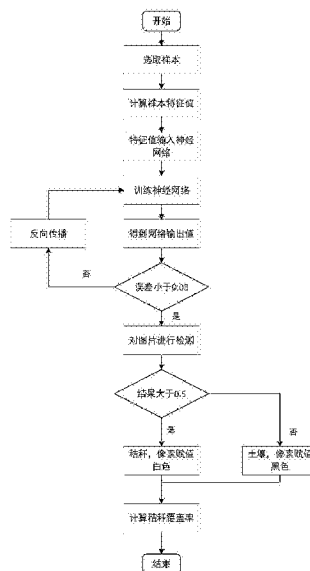 开始
选取样本
计算样本特征值
特征值输入神经
网络
训练神经网络
得到网络输出值
反向传播
否
误差小于0.03
是
对图片进行检测
结果大于0.5
是
否
秸秆，像素赋值
白色
土壤，像素赋值
黑色
计算秸秆覆盖率
结束